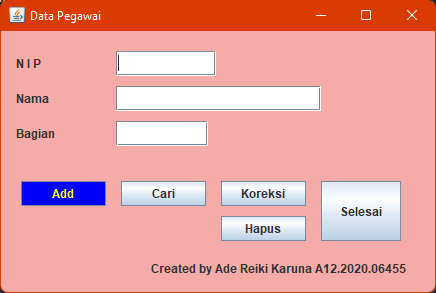 Data Pegawai
N I P
Nama
Bagian
Add Cari Koreksi Selesai
Hapus
Created by Ade Reiki Karuna A12.2020.06455